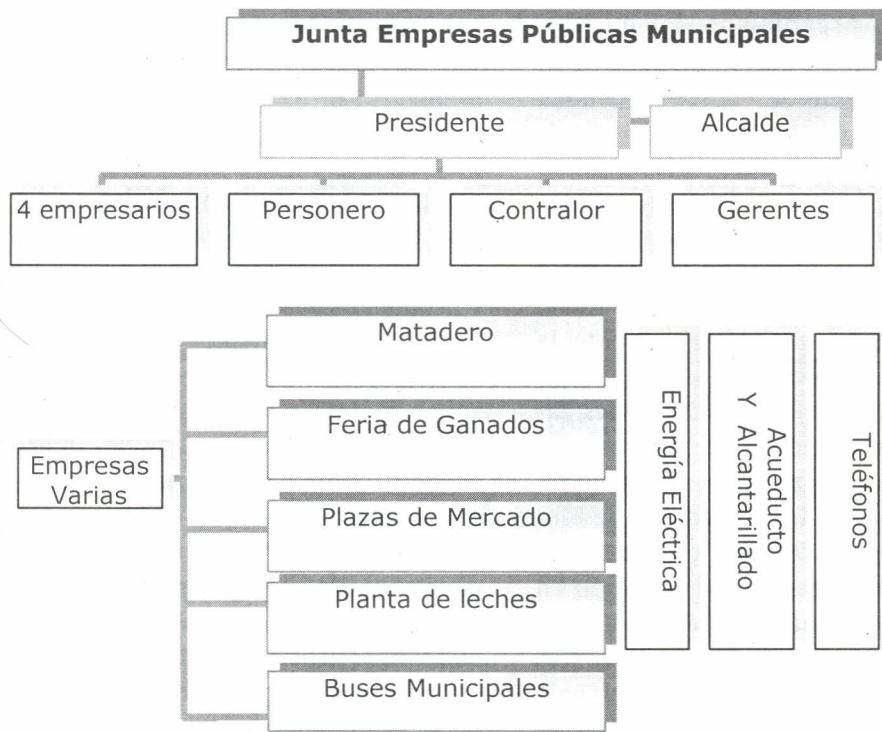 Junta Empresas Públicas Municipales
Presidente
Alcalde
4 empresarios
Personero
Contralor
Gerentes
Empresas
Varias
Matadero
Feria de Ganados
Plazas de Mercado
Planta de leches
Buses Municipales
Energía Eléctrica
Acueducto
Y Alcantarillado
Teléfonos